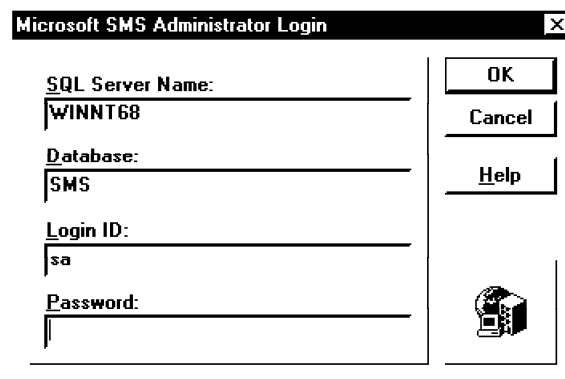 Microsoft SMS Administrator Login
SQL Server Name:
WINNT68
Database:
SMS
Login ID:
sa
Password:
OK
Cancel
Help